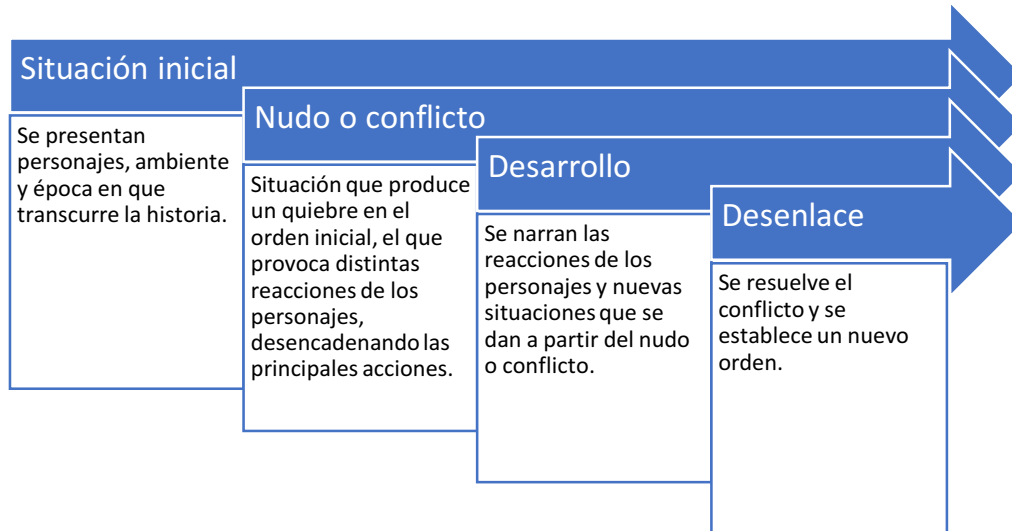 Situación inicial
Se presentan
personajes, ambiente
y época en que
transcurre la historia.
Nudo o conflicto
Situación que produce
un quiebre en el
orden inicial, el que
provoca distintas
reacciones de los
personajes,
desencadenando las
principales acciones.
Desarrollo
Se narran las
reacciones de los
personajes y nuevas
situaciones que se
dan a partir del nudo
o conflicto.
Desenlace
Se resuelve el
conflicto y se
establece un nuevo
orden.